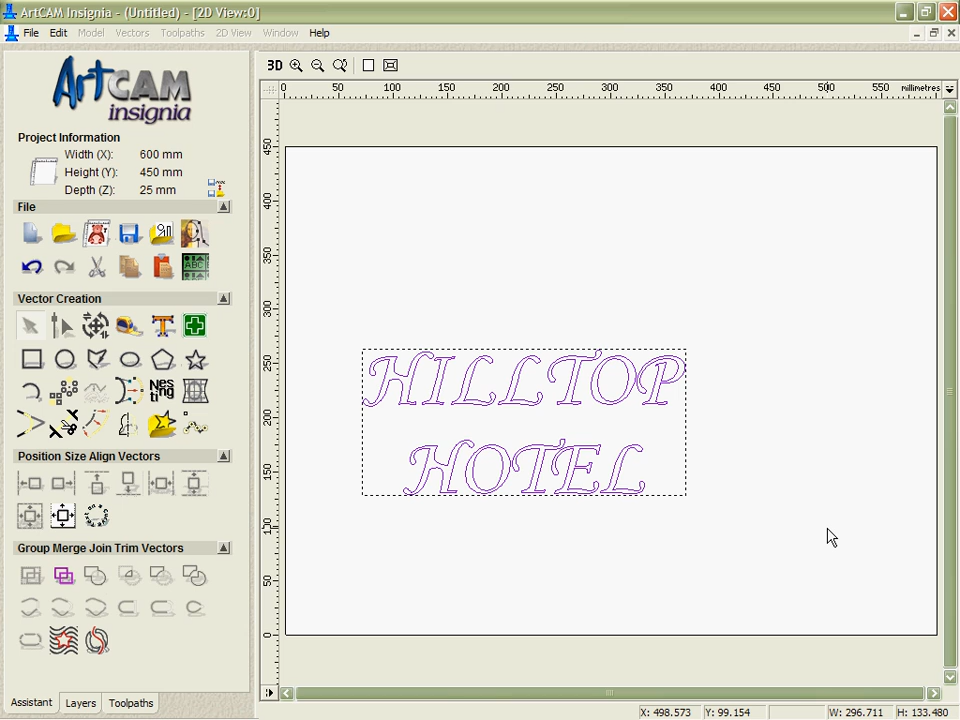 ArtCAM Insignia - (Untitled) - [2D View:0]
File Edit Model Vectors Toolpaths 2D View Window Help
ArtCAM
insignia
Project Information
Width (X): 600 mm
Height (Y): 450 mm
Depth (Z): 25 mm
File
ABC
Vector Creation
T
Nes
ting
Position Size Align Vectors
Group Merge Join Trim Vectors
Assistant Layers Toolpaths
3D
0 50 100 150 200 250 300 350 400 450 500 550 millimetres
450
400
350
300
250
200
150
100
50
0
HILLTOP
HOTEL
X: 498.573 Y: 99.154 W: 296.711 H: 133.480